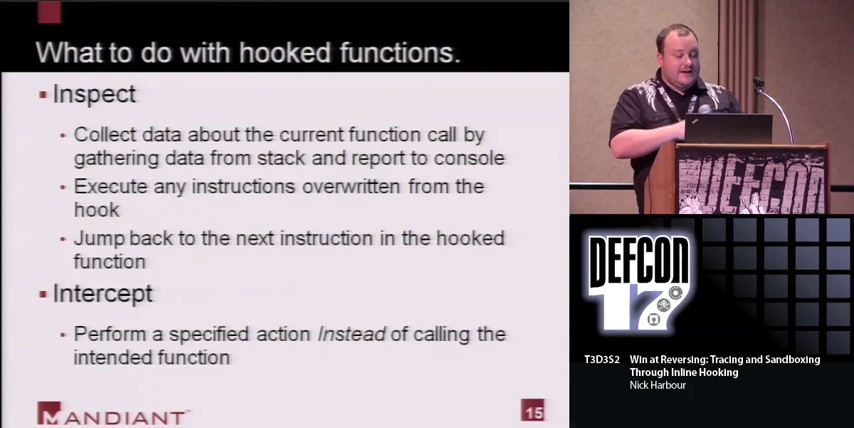 What to do with hooked functions.
▪ Inspect
• Collect data about the current function call by
gathering data from stack and report to console
• Execute any instructions overwritten from the
hook
• Jump back to the next instruction in the hooked
function
▪ Intercept
• Perform a specified action Instead of calling the
intended function
MANDIANT
15
DEFCON
DEFCON
17
T3D3S2 Win at Reversing: Tracing and Sandboxing
Through Inline Hooking
Nick Harbour